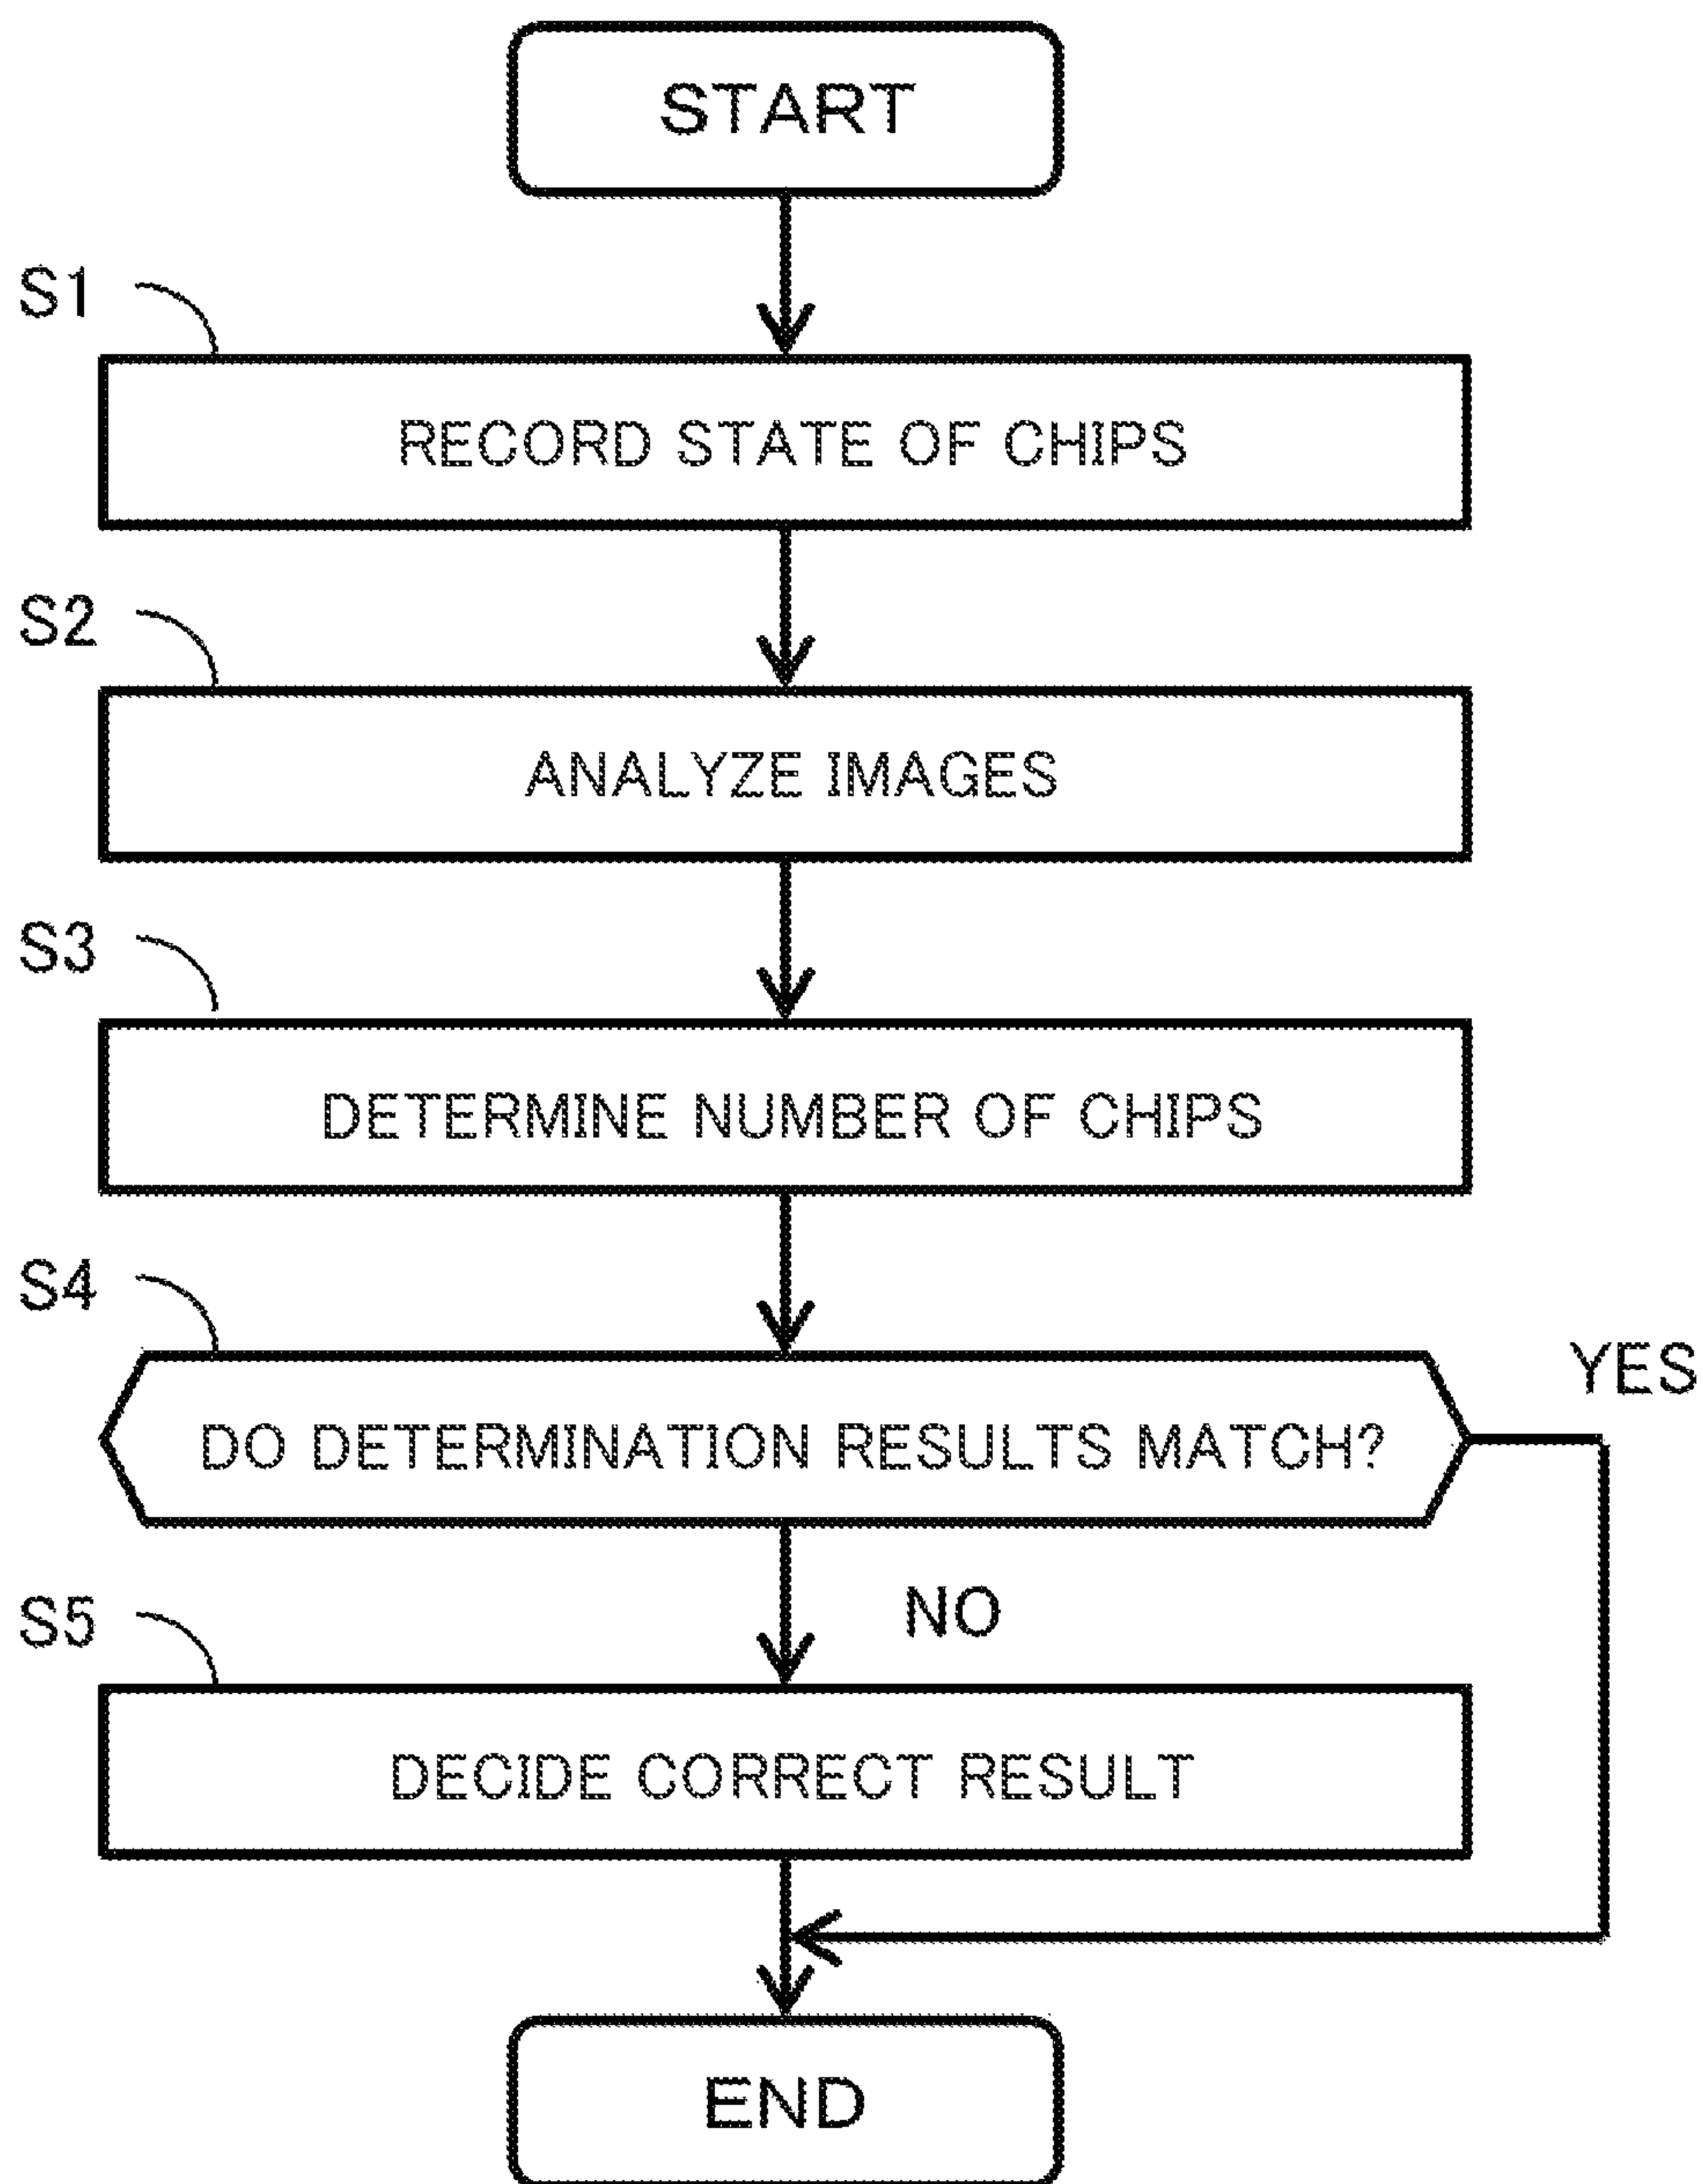 START
S1
RECORD STATE OF CHIPS
S2
ANALYZE IMAGES
S3
DETERMINE NUMBER OF CHIPS
S4
YES
DO DETERMINATION RESULTS MATCH?
NO
S5
DECIDE CORRECT RESULT
END